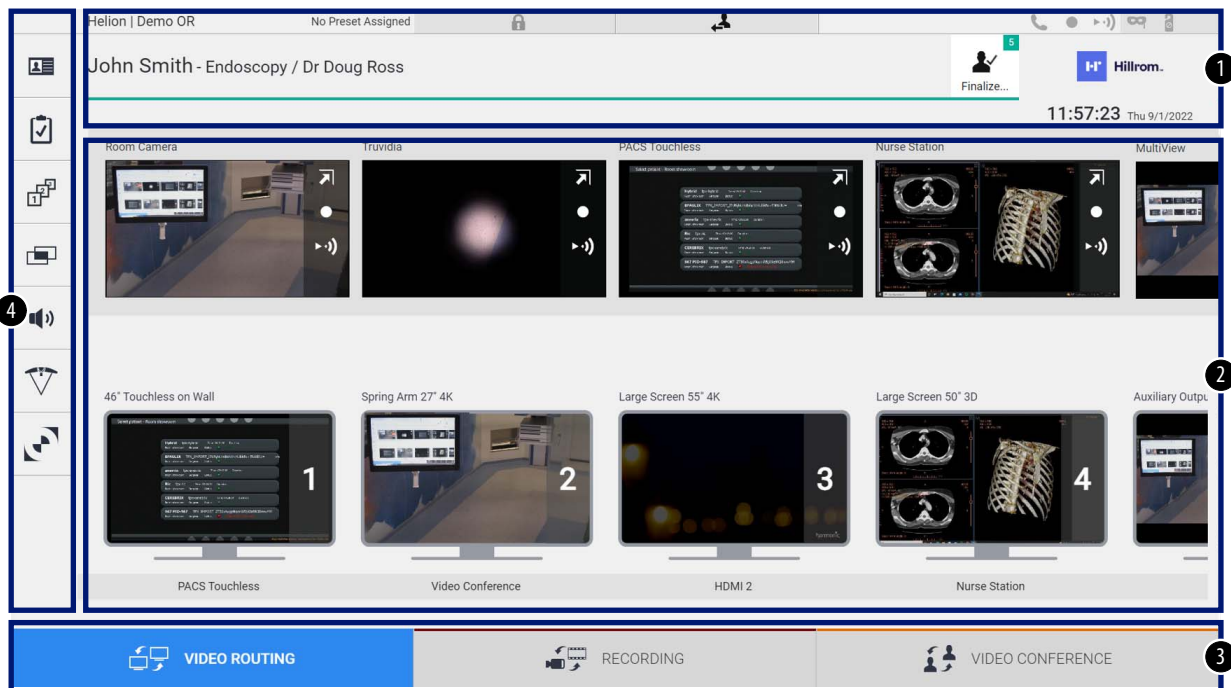 Helion | Demo OR No Preset Assigned
5
John Smith - Endoscopy / Dr Doug Ross
Finalize...
Hillrom
1
11:57:23 Thu 9/1/2022
Room Camera Truvidia PACS Touchless Nurse Station MultiView
4
2
46" Touchless on Wall Spring Arm 27" 4K Large Screen 55" 4K Large Screen 50" 3D Auxiliary Outpu
1 2 3 4
PACS Touchless Video Conference HDMI 2 Nurse Station
VIDEO ROUTING RECORDING VIDEO CONFERENCE
3